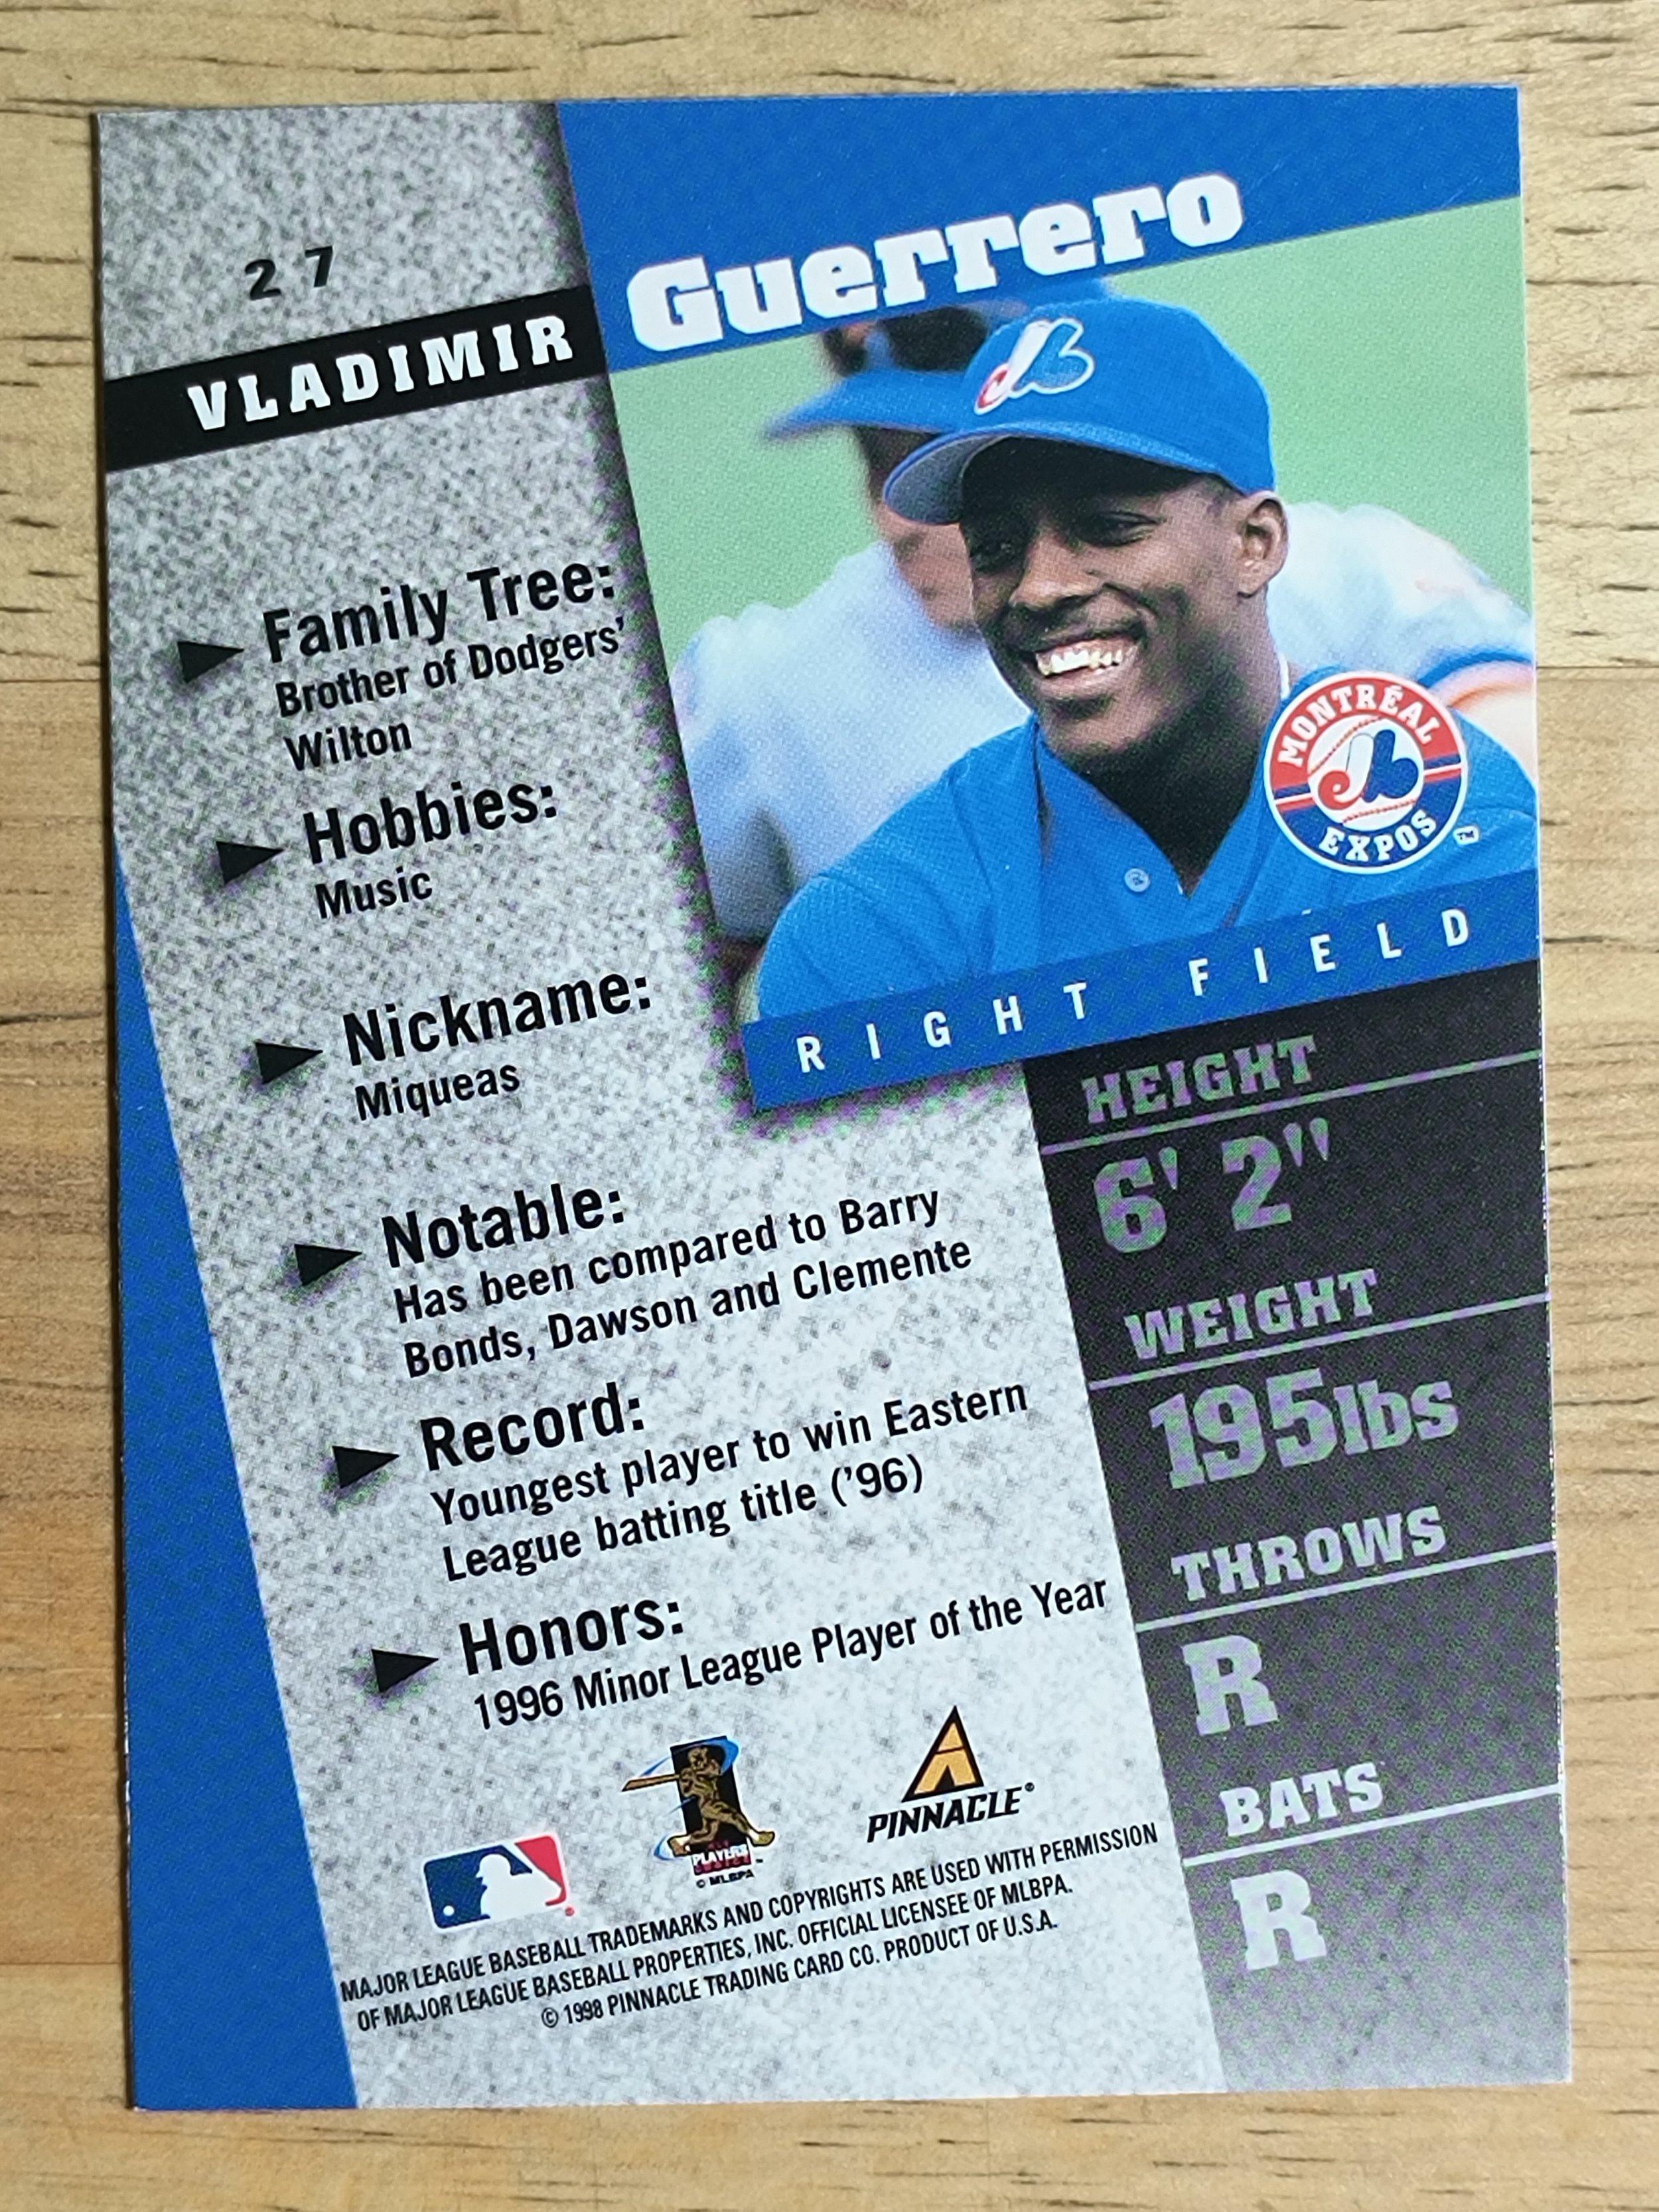 27
VLADIMIR
Guerrero
Family Tree:
Brother of Dodgers'
Wilton
Hobbies:
Music
Nickname:
Miqueas
Notable:
Has been compared to Barry
Bonds, Dawson and Clemente
Record:
Youngest player to win Eastern
League batting title ('96)
Honors:
1996 Minor League Player of the Year
MONTRÉAL
EXPOS
TM
RIGHT FIELD
HEIGHT
6' 2"
WEIGHT
195lbs
THROWS
R
BATS
R
PLAYERS
CHOICE
© MLBPA
PINNACLE®
MAJOR LEAGUE BASEBALL TRADEMARKS AND COPYRIGHTS ARE USED WITH PERMISSION
OF MAJOR LEAGUE BASEBALL PROPERTIES, INC. OFFICIAL LICENSEE OF MLBPA.
© 1998 PINNACLE TRADING CARD CO. PRODUCT OF U.S.A.